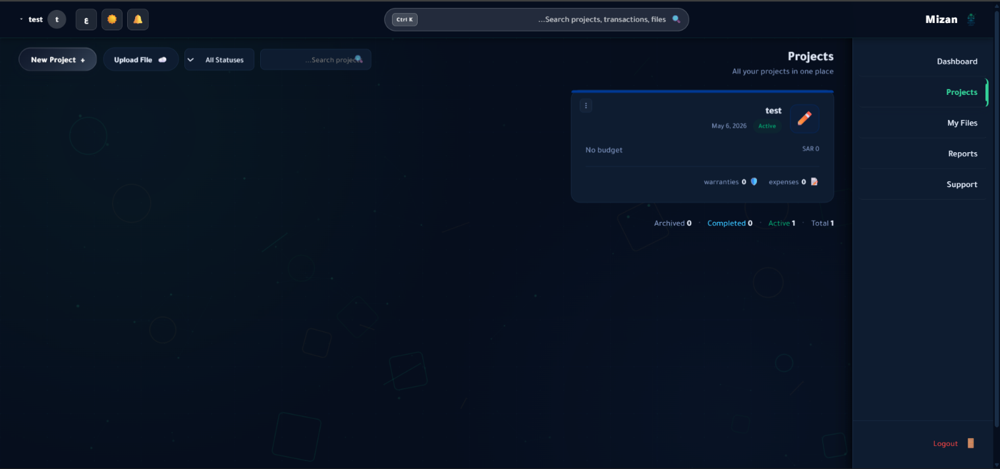 Mizan
...Search projects, transactions, files
Ctrl K
ع
t
test
Dashboard
Projects
My Files
Reports
Support
Logout
Projects
All your projects in one place
...Search projects
All Statuses
Upload File
New Project +
test
Active
May 6, 2026
SAR 0
No budget
expenses 0
warranties 0
Total 1 · Active 1 · Completed 0 · Archived 0